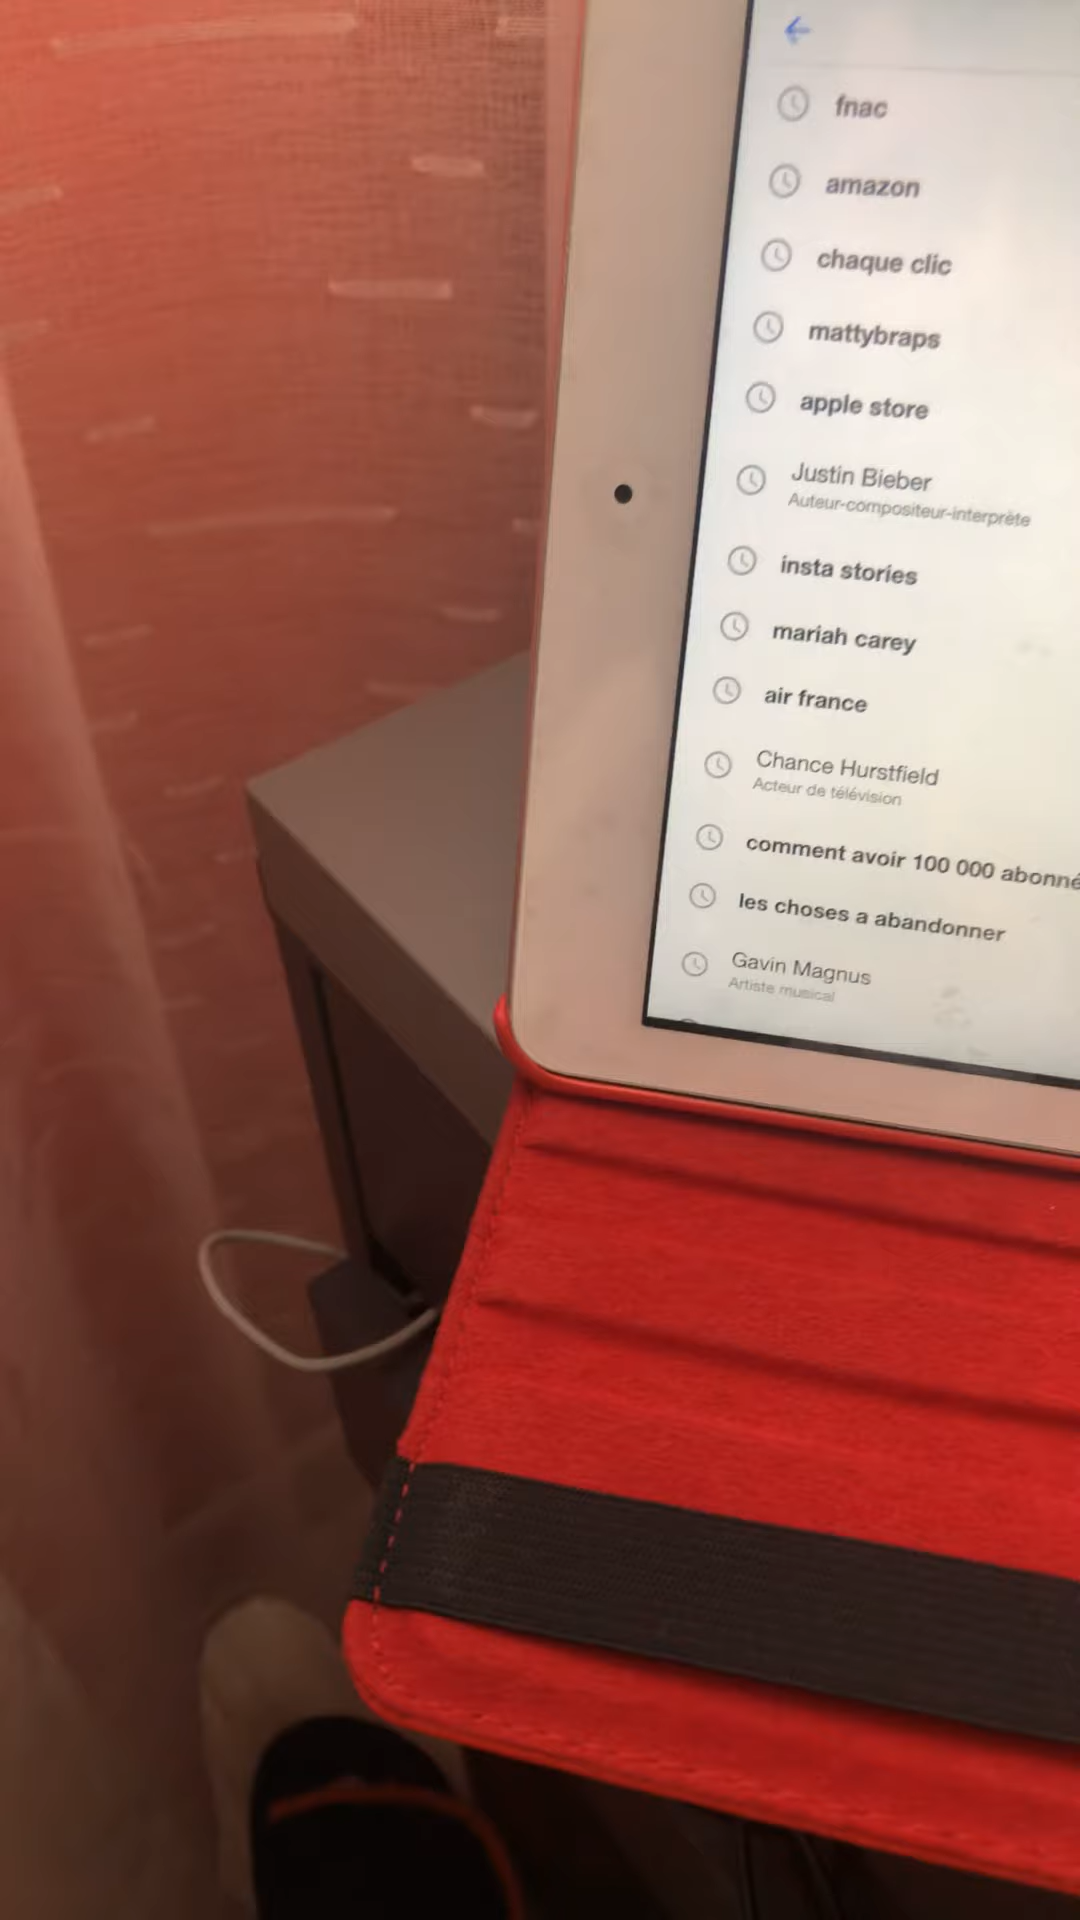 fnac
amazon
chaque clic
mattybraps
apple store
Justin Bieber
Auteur-compositeur-interprète
insta stories
mariah carey
air france
Chance Hurstfield
Acteur de télévision
comment avoir 100 000 abonné
les choses a abandonner
Gavin Magnus
Artiste musical